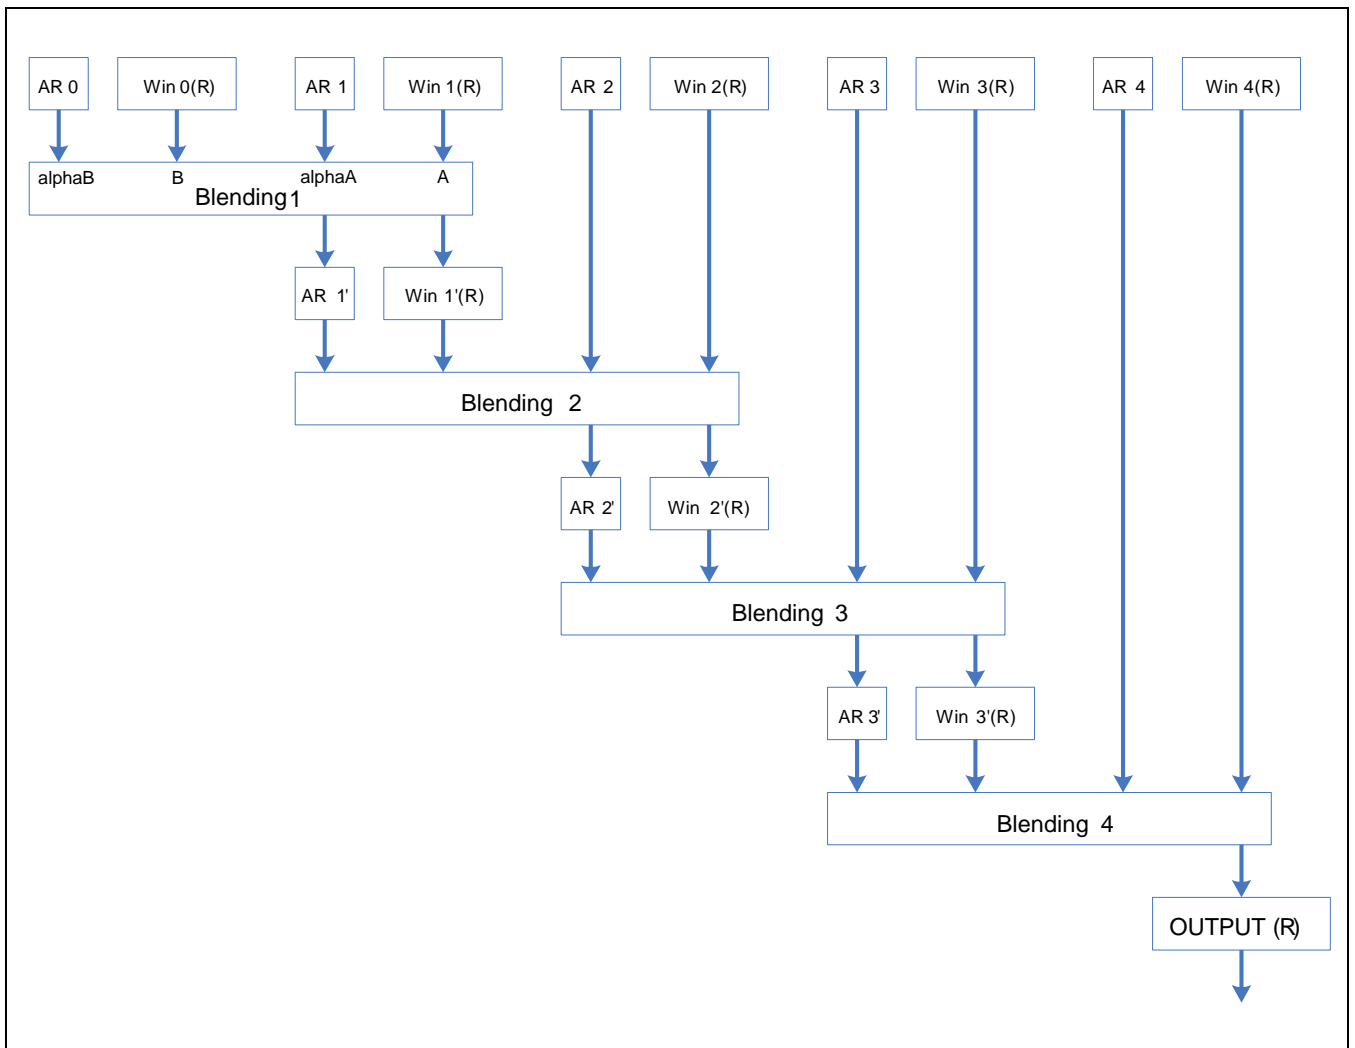 AR 0 Win 0(R) AR 1 Win 1(R) AR 2 Win 2(R) AR 3 Win 3(R) AR 4 Win 4(R)
alphaB B alphaA A
Blending1
AR 1' Win 1'(R)
Blending 2
AR 2' Win 2'(R)
Blending 3
AR 3' Win 3'(R)
Blending 4
OUTPUT (R)